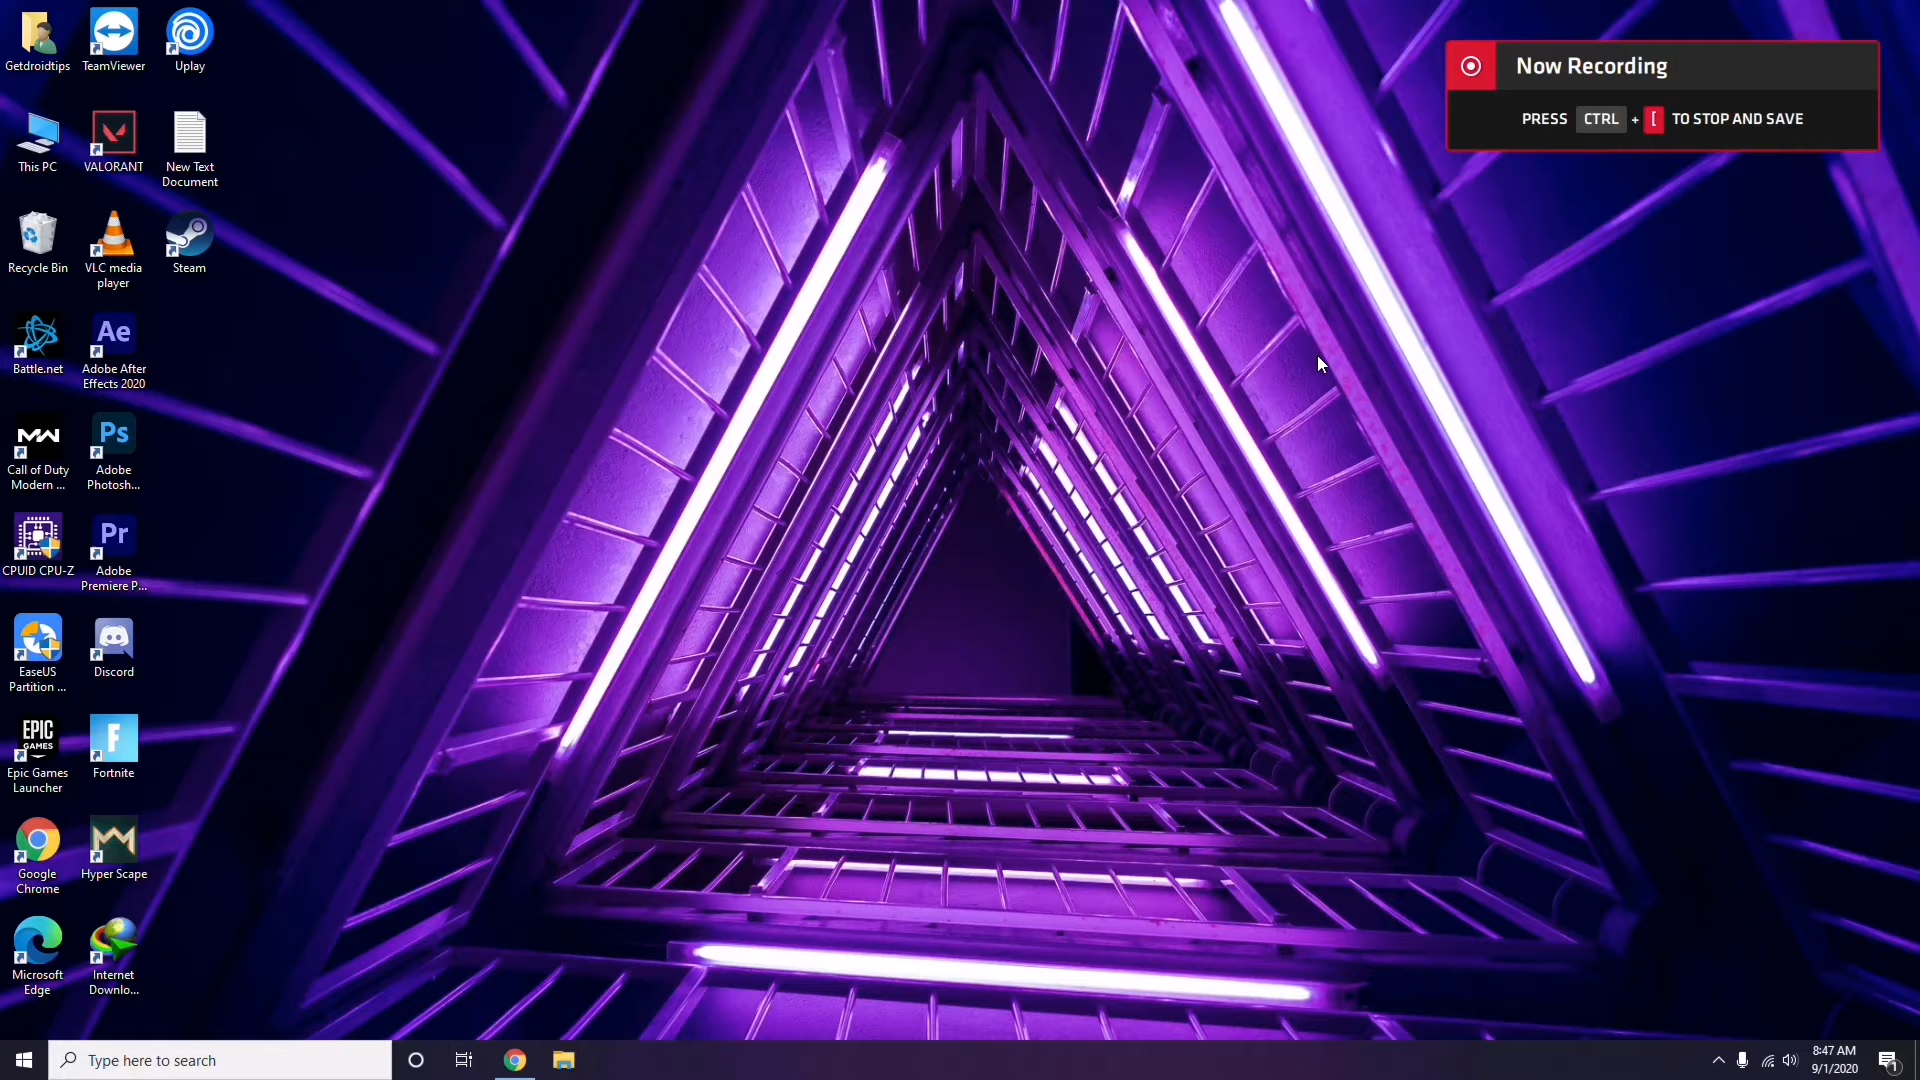 Getdroidtips
TeamViewer
Uplay
This PC
VALORANT
New Text
Document
Recycle Bin
VLC media
player
Steam
Battle.net
Ae
Adobe After
Effects 2020
MW
Call of Duty
Modern ...
Ps
Adobe
Photosh...
CPUID CPU-Z
Pr
Adobe
Premiere P...
EaseUS
Partition ...
Discord
EPIC
GAMES
Epic Games
Launcher
F
Fortnite
Google
Chrome
Hyper Scape
Microsoft
Edge
Internet
Downlo...
Now Recording
PRESS CTRL + [ TO STOP AND SAVE
Type here to search
8:47 AM
9/1/2020
1